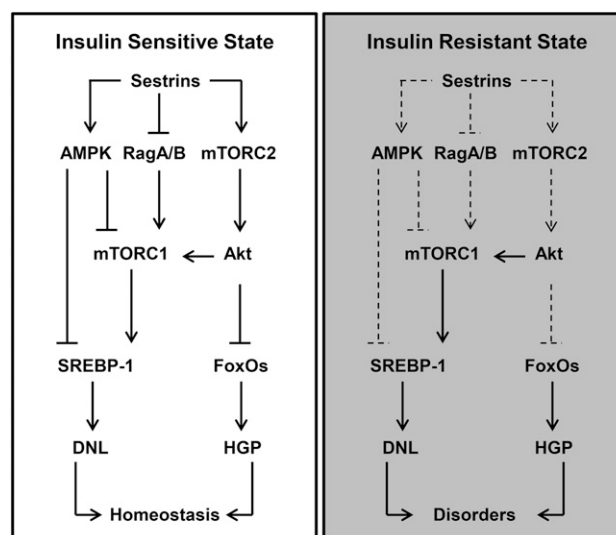 Insulin Sensitive State
Sestrins
AMPK RagA/B mTORC2
mTORC1 Akt
SREBP-1 FoxOs
DNL HGP
Homeostasis
Insulin Resistant State
Sestrins
AMPK RagA/B mTORC2
mTORC1 Akt
SREBP-1 FoxOs
DNL HGP
Disorders